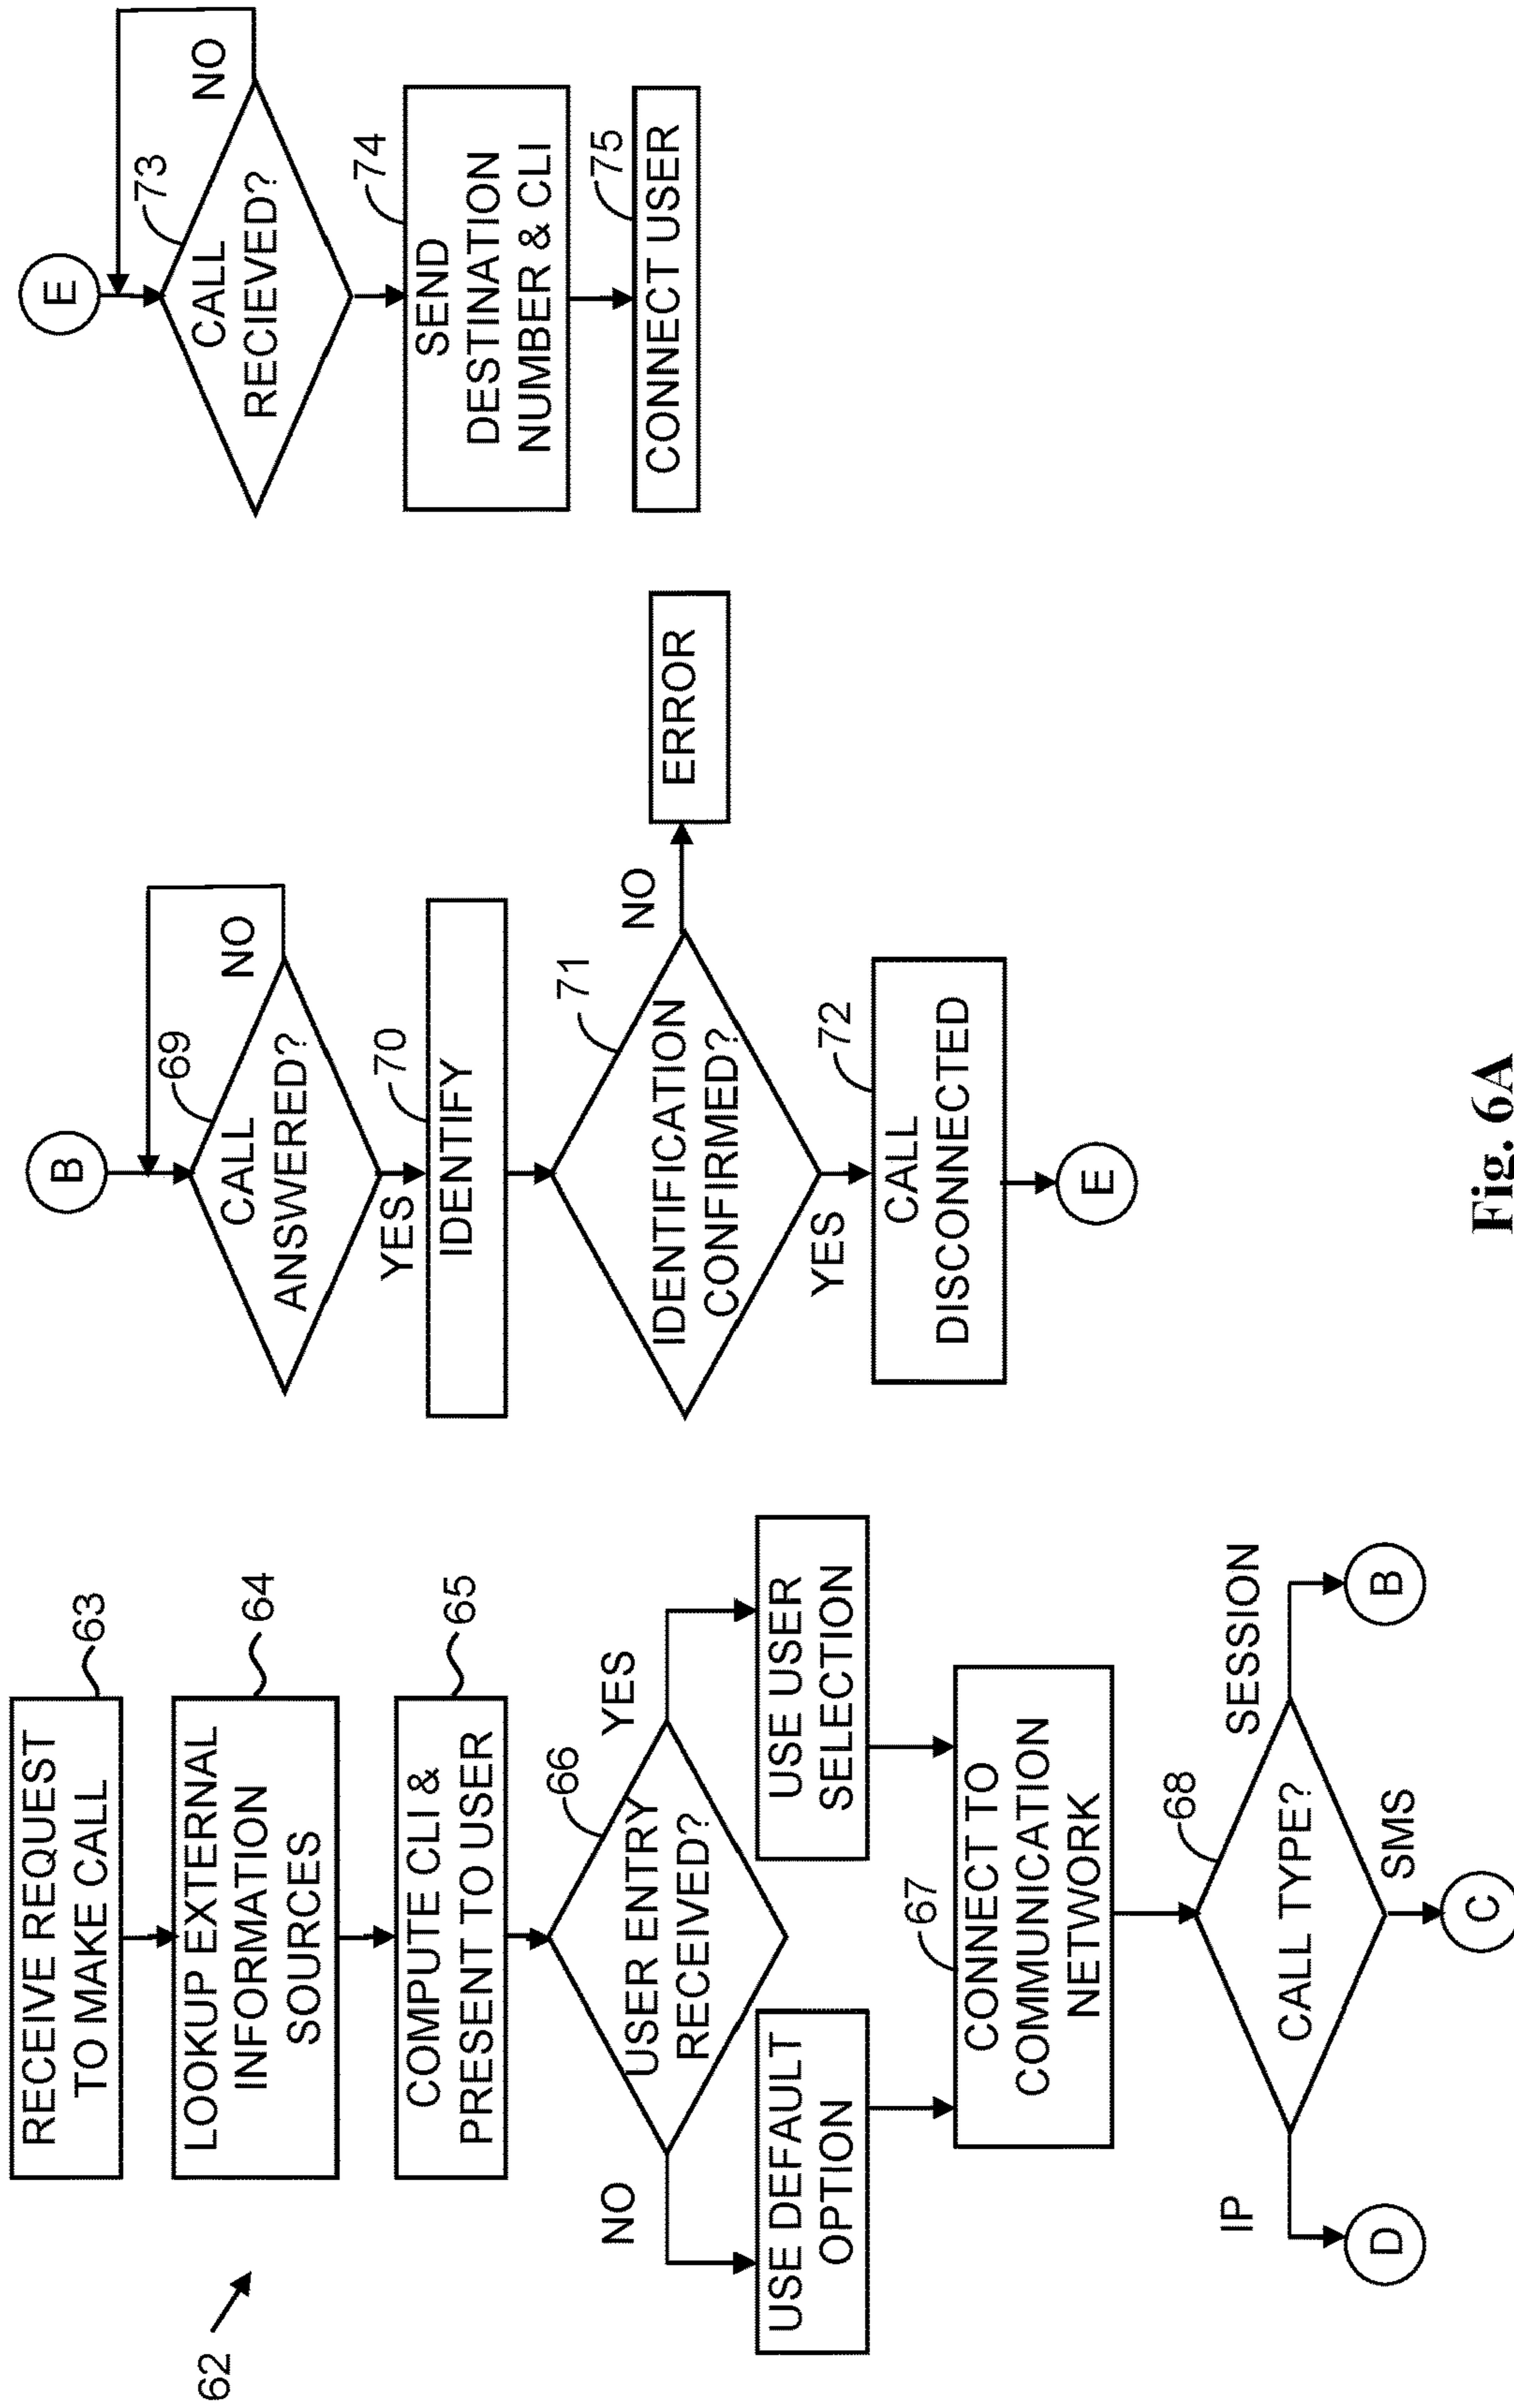 62
RECEIVE REQUEST
TO MAKE CALL
63
LOOKUP EXTERNAL
INFORMATION
SOURCES
64
COMPUTE CLI &
PRESENT TO USER
65
USER ENTRY
RECEIVED?
66
NO
YES
USE DEFAULT
OPTION
USE USER
SELECTION
67
CONNECT TO
COMMUNICATION
NETWORK
68
CALL TYPE?
IP
SESSION
SMS
D
C
B
B
69
CALL
ANSWERED?
NO
YES
70
IDENTIFY
71
IDENTIFICATION
CONFIRMED?
NO
ERROR
YES
72
CALL
DISCONNECTED
E
E
73
CALL
RECIEVED?
NO
74
SEND
DESTINATION
NUMBER & CLI
75
CONNECT USER
Fig. 6A